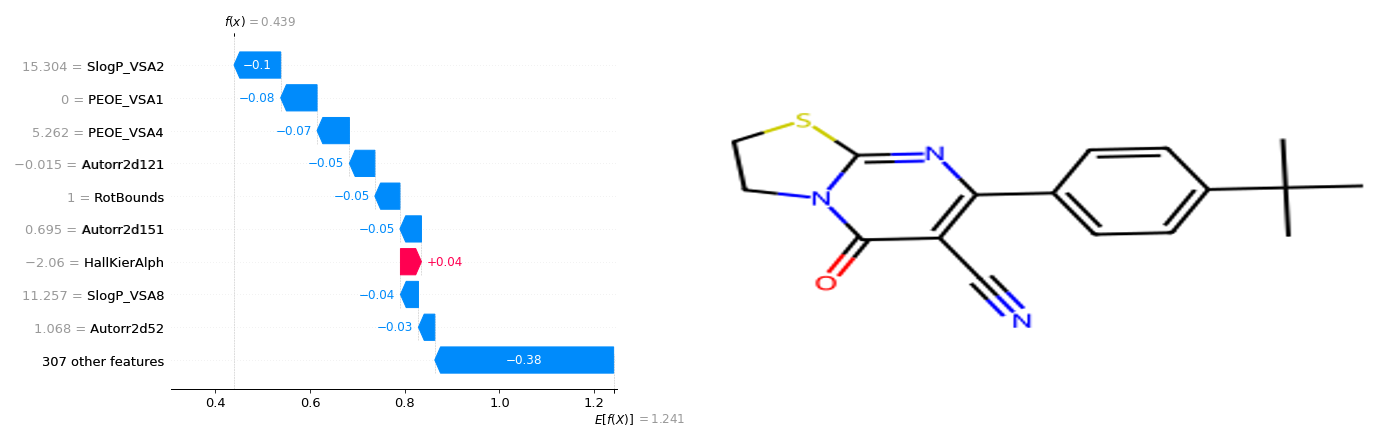 f(x) = 0.439
15.304 = SlogP_VSA2
−0.1
0 = PEOE_VSA1
−0.08
5.262 = PEOE_VSA4
−0.07
−0.015 = Autorr2d121
−0.05
1 = RotBounds
−0.05
0.695 = Autorr2d151
−0.05
−2.06 = HallKierAlph
+0.04
11.257 = SlogP_VSA8
−0.04
1.068 = Autorr2d52
−0.03
307 other features
−0.38
0.4 0.6 0.8 1.0 1.2
E[f(X)] = 1.241
S
N
N
O
N